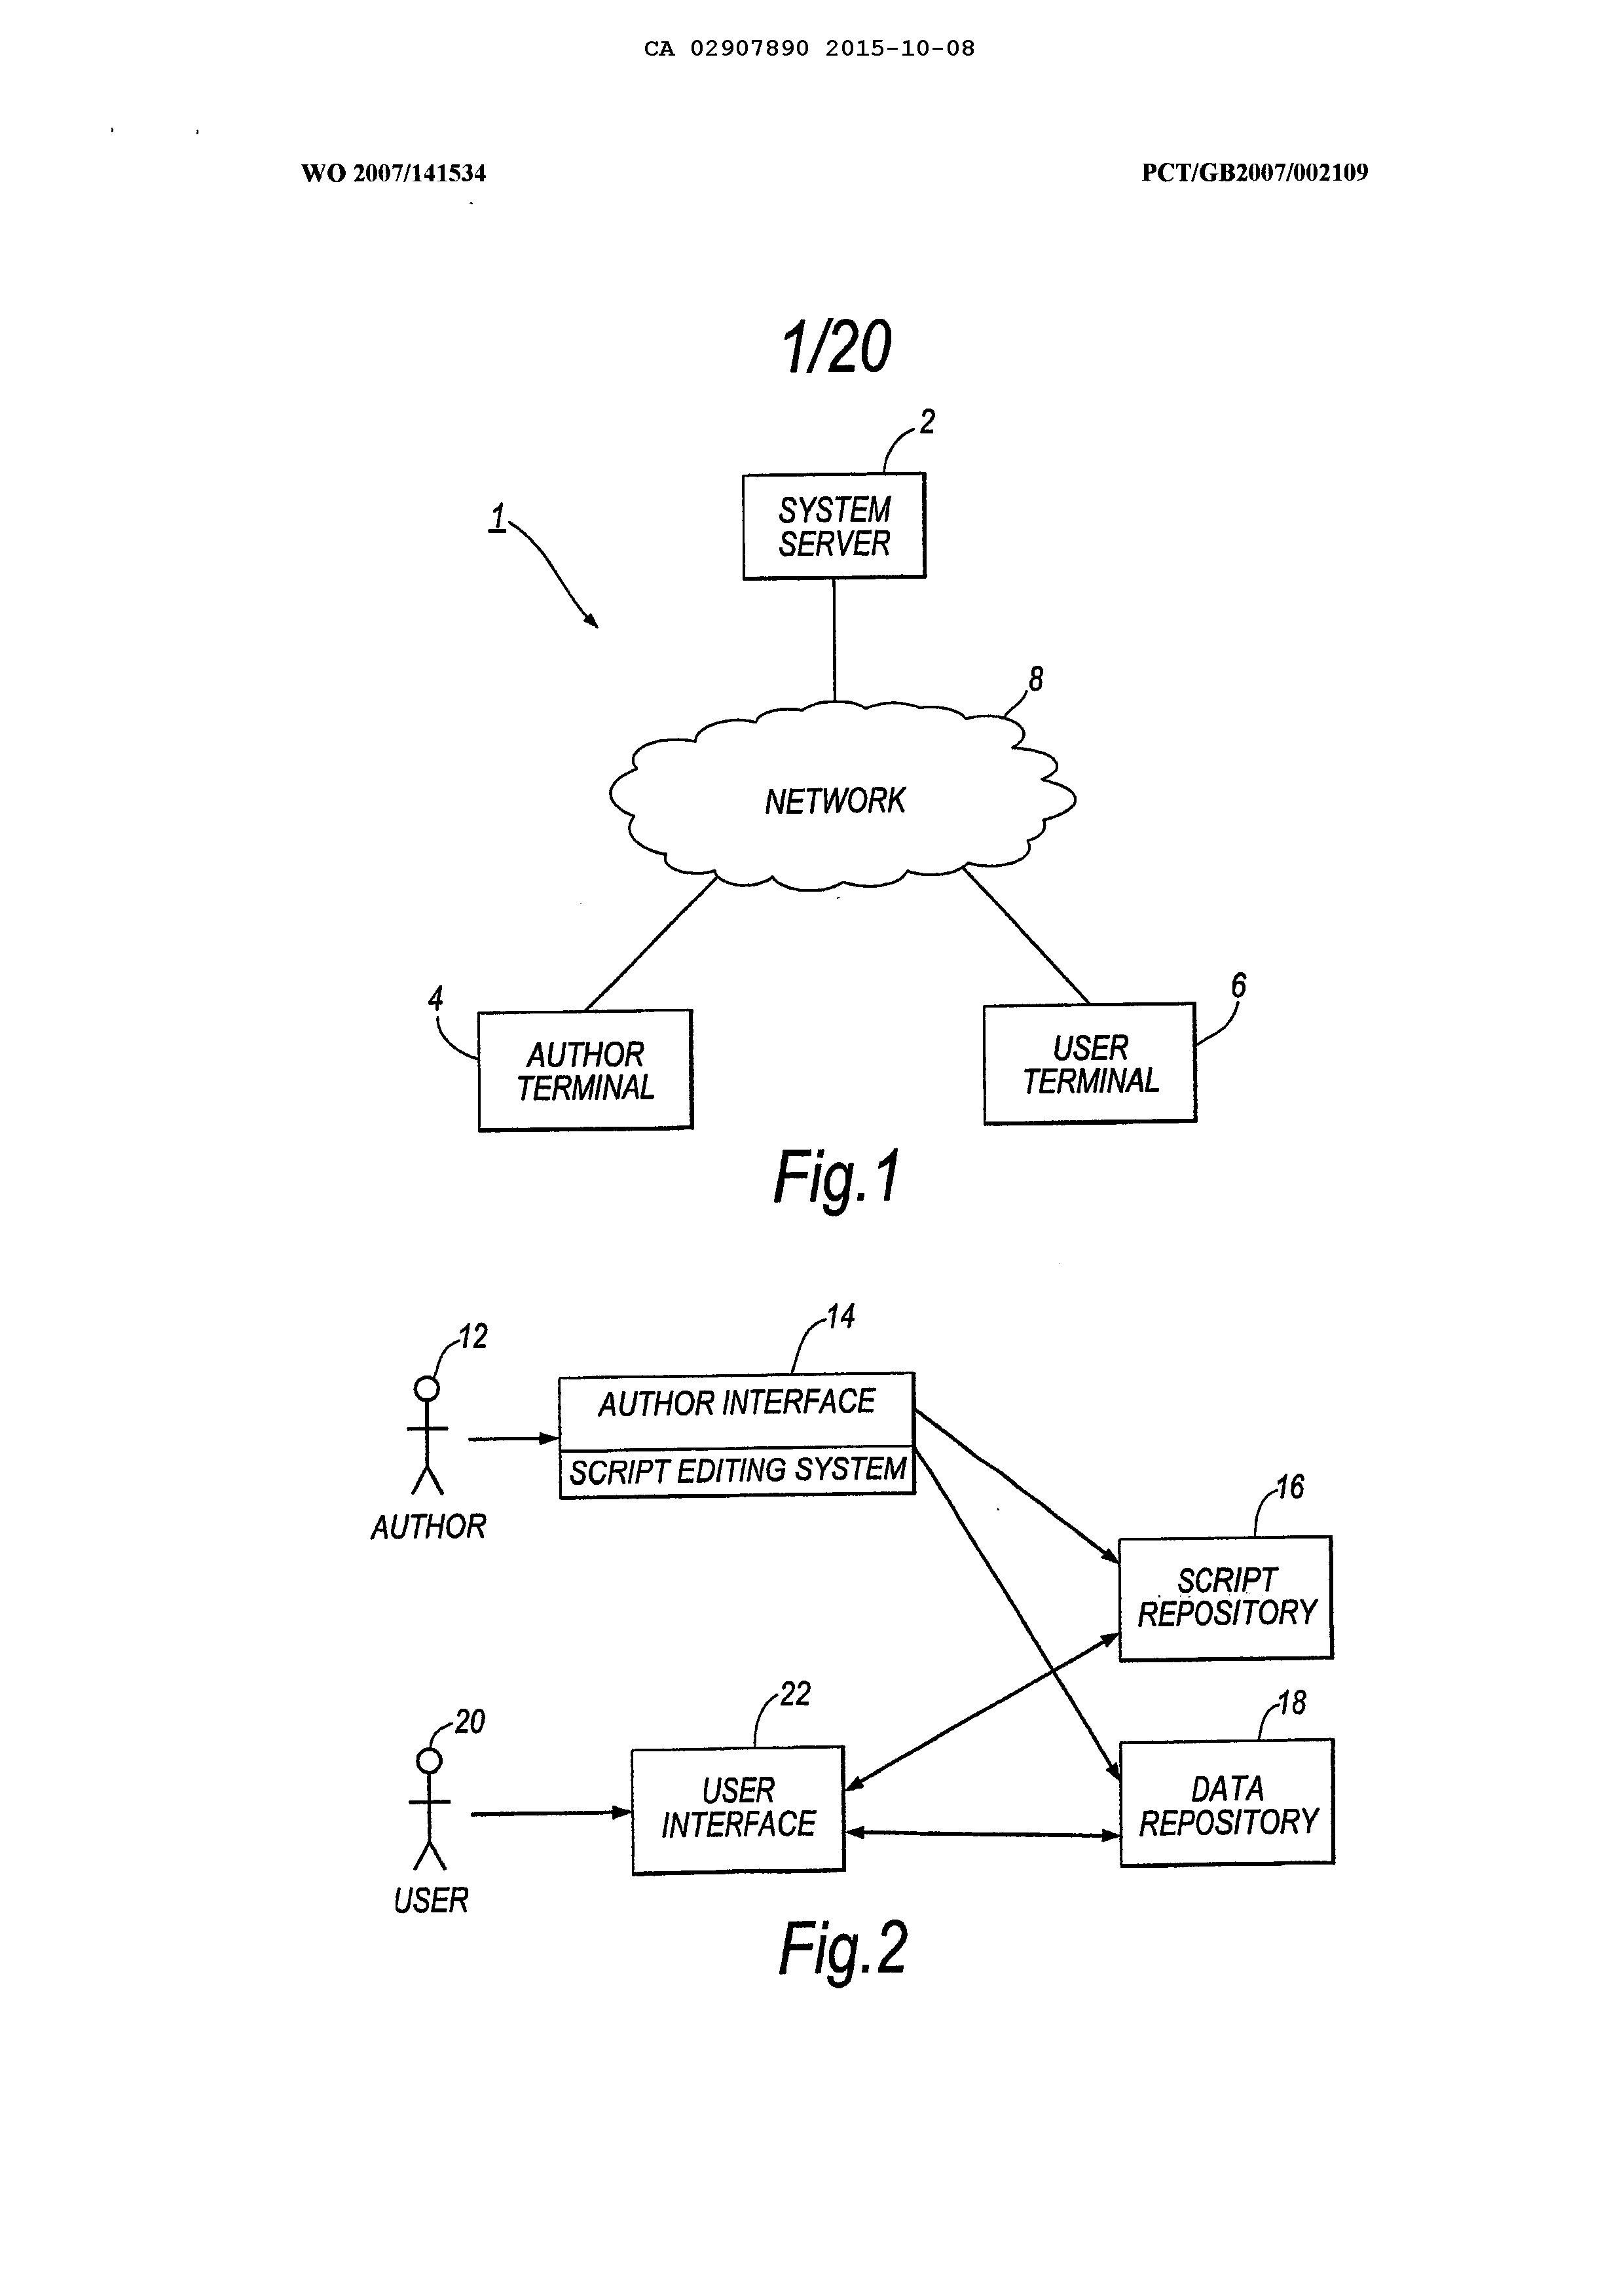 CA 02907890 2015-10-08
WO 2007/141534
PCT/GB2007/002109
1/20
2
SYSTEM
SERVER
1
8
NETWORK
4
AUTHOR
TERMINAL
6
USER
TERMINAL
Fig.1
12
AUTHOR
14
AUTHOR INTERFACE
SCRIPT EDITING SYSTEM
16
SCRIPT
REPOSITORY
20
USER
22
USER
INTERFACE
18
DATA
REPOSITORY
Fig.2